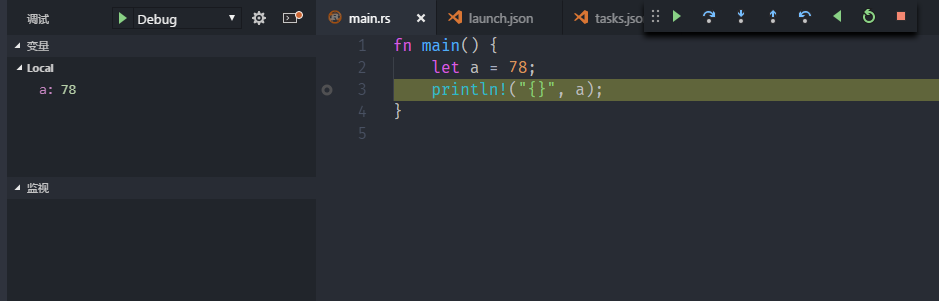 调试
Debug
变量
Local
a: 78
监视
main.rs
launch.json
tasks.jso
1 fn main() {
2 let a = 78;
3 println!("{}", a);
4 }
5